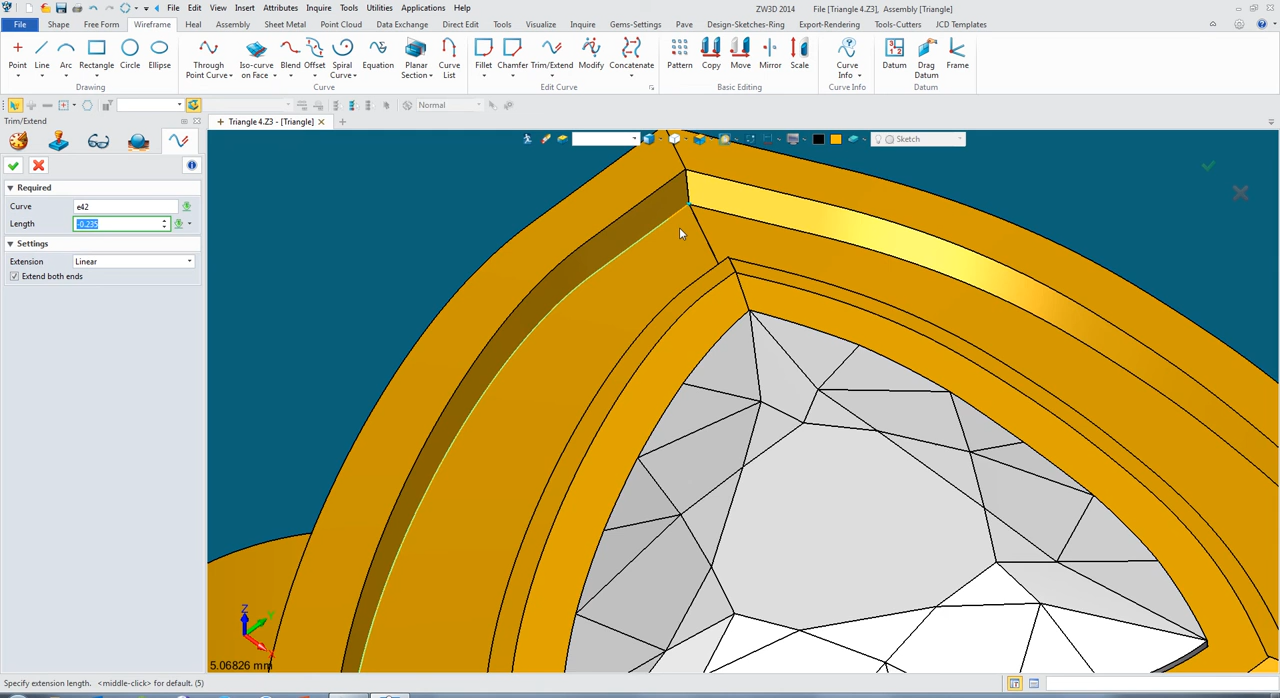 File Edit View Insert Attributes Inquire Tools Utilities Applications Help
ZW3D 2014
File [Triangle 4.Z3], Assembly [Triangle]
File Shape Free Form Wireframe Heal Assembly Sheet Metal Point Cloud Data Exchange Direct Edit Tools Visualize Inquire Gems-Settings Pave Design-Sketches-Ring Export-Rendering Tools-Cutters JCD Templates
Point Line Arc Rectangle Circle Ellipse Through Point Curve Iso-curve on Face Blend Offset Spiral Curve Equation Planar Section Curve List Fillet Chamfer Trim/Extend Modify Concatenate Pattern Copy Move Mirror Scale Curve Info Datum Drag Datum Frame
Drawing Curve Edit Curve Basic Editing Curve Info Datum
Normal
Trim/Extend
Triangle 4.Z3 - [Triangle]
Sketch
Required
Curve e42
Length -0.235
Settings
Extension Linear
Extend both ends
Z
5.06826 mm
Specify extension length. <middle-click> for default. (5)